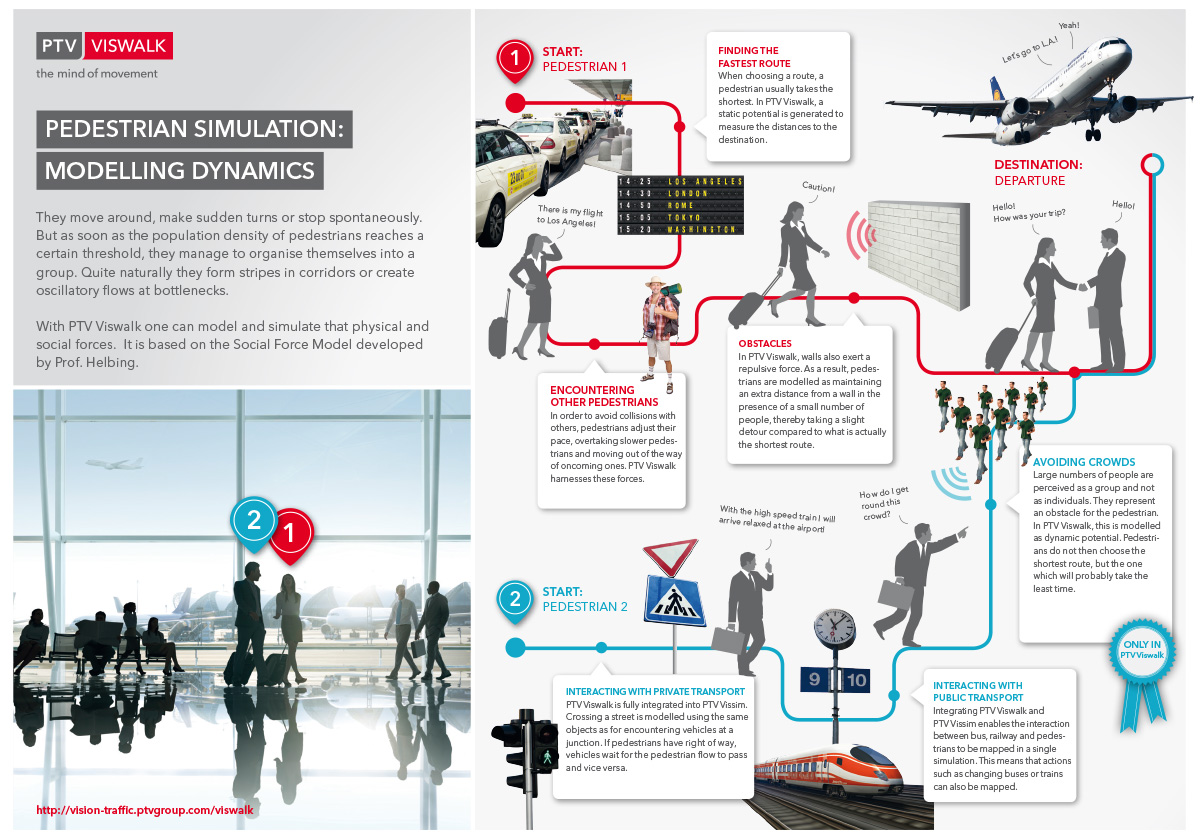 PTV VISWALK
the mind of movement
PEDESTRIAN SIMULATION:
MODELLING DYNAMICS
They move around, make sudden turns or stop spontaneously.
But as soon as the population density of pedestrians reaches a
certain threshold, they manage to organise themselves into a
group. Quite naturally they form stripes in corridors or create
oscillatory flows at bottlenecks.
With PTV Viswalk one can model and simulate that physical and
social forces. It is based on the Social Force Model developed
by Prof. Helbing.
2
1
http://vision-traffic.ptvgroup.com/viswalk
1
START:
PEDESTRIAN 1
FINDING THE
FASTEST ROUTE
When choosing a route, a
pedestrian usually takes the
shortest. In PTV Viswalk, a
static potential is generated to
measure the distances to the
destination.
Yeah!
Let's go to L.A.!
DESTINATION:
DEPARTURE
14 25 LOS ANGELES
14 30 LONDON
14 50 ROME
15 05 TOKYO
15 20 WASHINGTON
There is my flight
to Los Angeles!
Caution!
Hello!
How was your trip?
Hello!
ENCOUNTERING
OTHER PEDESTRIANS
In order to avoid collisions with
others, pedestrians adjust their
pace, overtaking slower pedes-
trians and moving out of the way
of oncoming ones. PTV Viswalk
harnesses these forces.
OBSTACLES
In PTV Viswalk, walls also exert a
repulsive force. As a result, pedes-
trians are modelled as maintaining
an extra distance from a wall in the
presence of a small number of
people, thereby taking a slight
detour compared to what is actually
the shortest route.
AVOIDING CROWDS
Large numbers of people are
perceived as a group and not
as individuals. They represent
an obstacle for the pedestrian.
In PTV Viswalk, this is modelled
as dynamic potential. Pedestri-
ans do not then choose the
shortest route, but the one
which will probably take the
least time.
ONLY IN
PTV Viswalk
How do I get
round this
crowd?
With the high speed train I will
arrive relaxed at the airport!
2
START:
PEDESTRIAN 2
9 10
INTERACTING WITH PRIVATE TRANSPORT
PTV Viswalk is fully integrated into PTV Vissim.
Crossing a street is modelled using the same
objects as for encountering vehicles at a
junction. If pedestrians have right of way,
vehicles wait for the pedestrian flow to pass
and vice versa.
INTERACTING WITH
PUBLIC TRANSPORT
Integrating PTV Viswalk and
PTV Vissim enables the interaction
between bus, railway and pedes-
trians to be mapped in a single
simulation. This means that actions
such as changing buses or trains
can also be mapped.